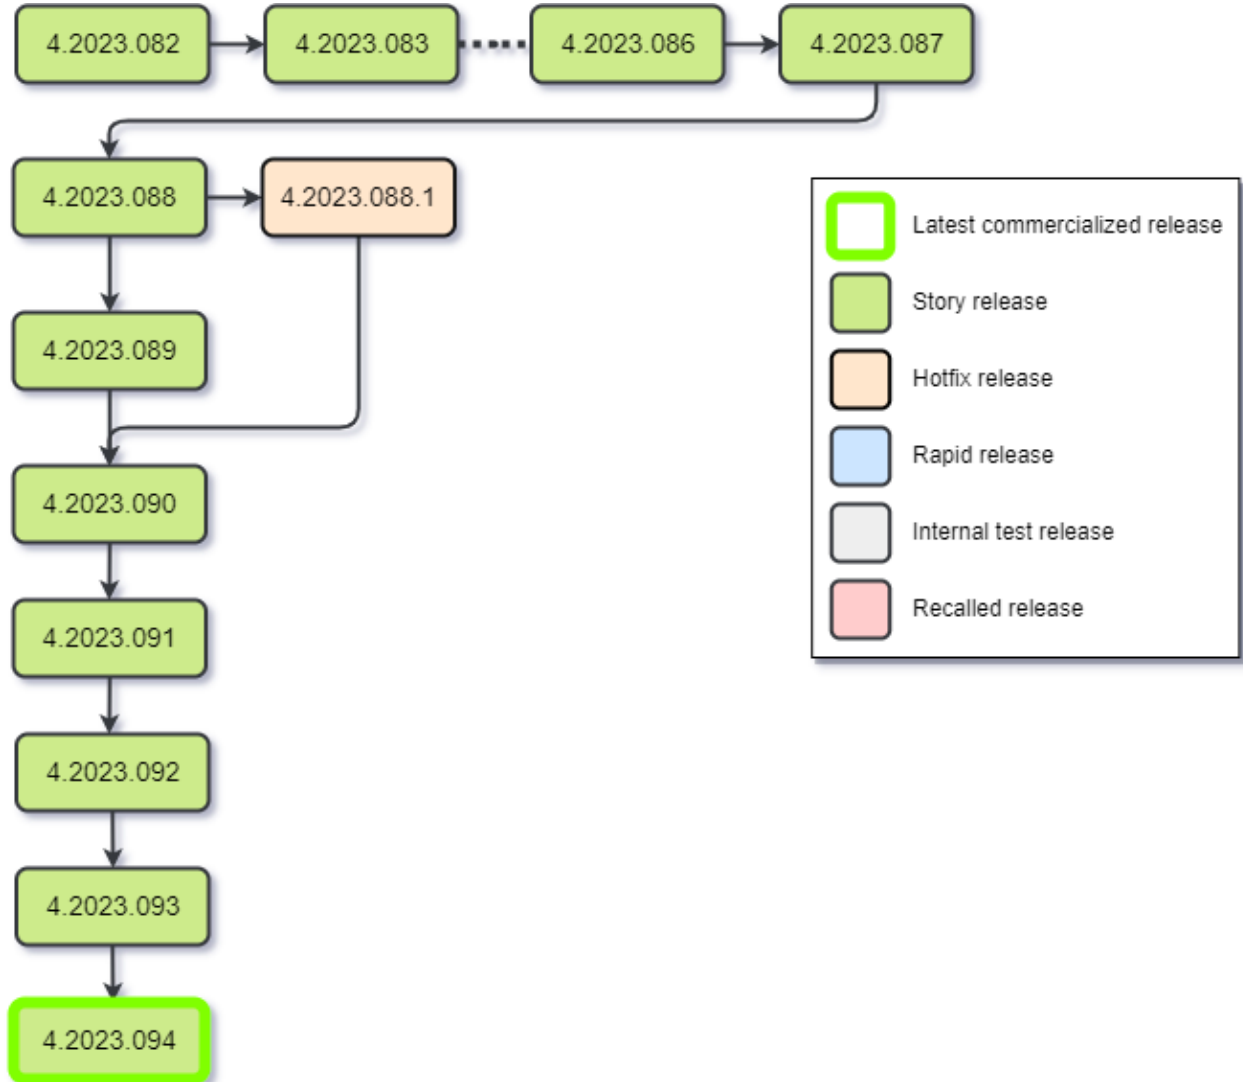 4.2023.082
4.2023.083
4.2023.086
4.2023.087
4.2023.088
4.2023.088.1
4.2023.089
4.2023.090
4.2023.091
4.2023.092
4.2023.093
4.2023.094
Latest commercialized release
Story release
Hotfix release
Rapid release
Internal test release
Recalled release